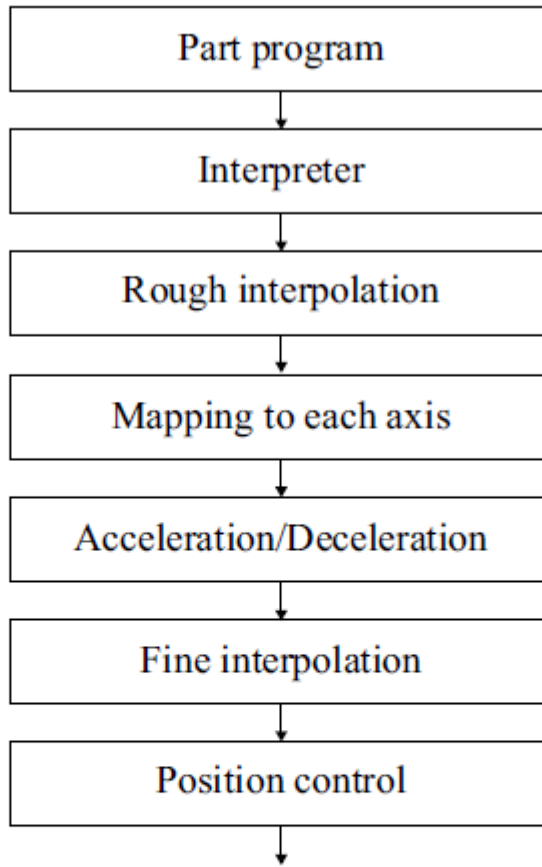 Part program
Interpreter
Rough interpolation
Mapping to each axis
Acceleration/Deceleration
Fine interpolation
Position control